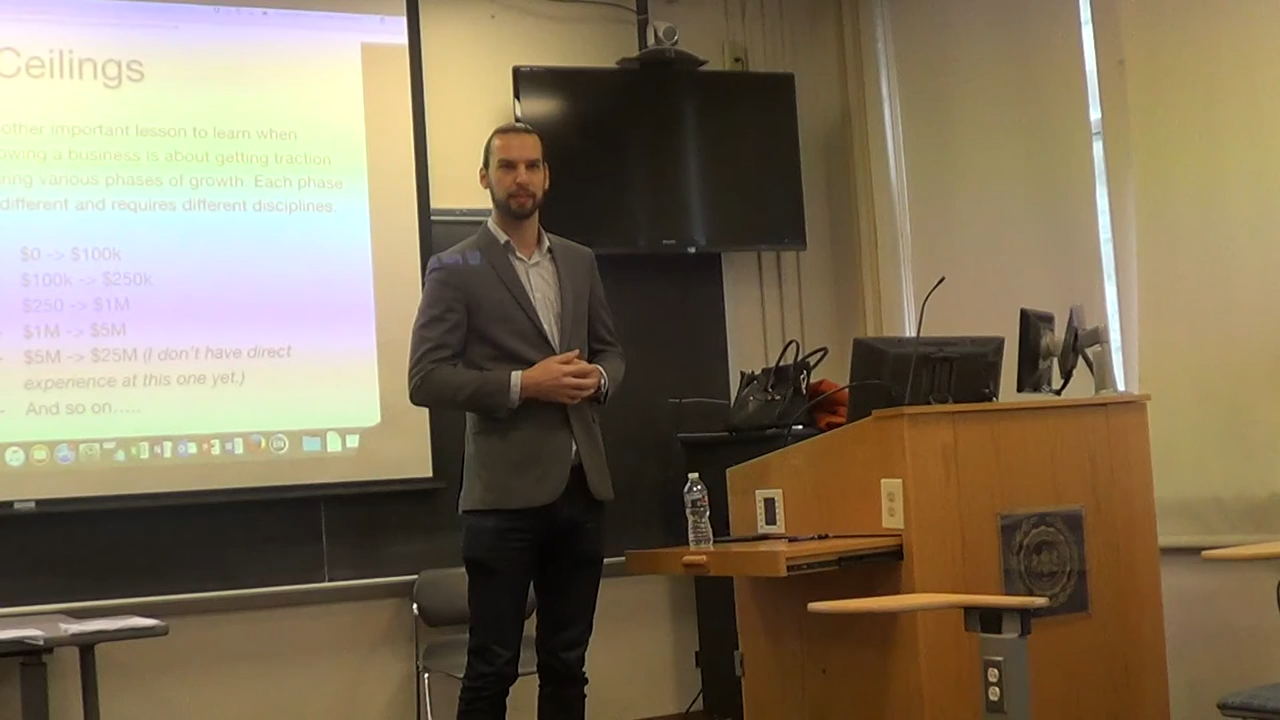 Ceilings
other important lesson to learn when
owing a business is about getting traction
ring various phases of growth. Each phase
different and requires different disciplines.
$0 -> $100k
$100k -> $250k
$250 -> $1M
- $1M -> $5M
- $5M -> $25M (I don't have direct
experience at this one yet.)
- And so on.....